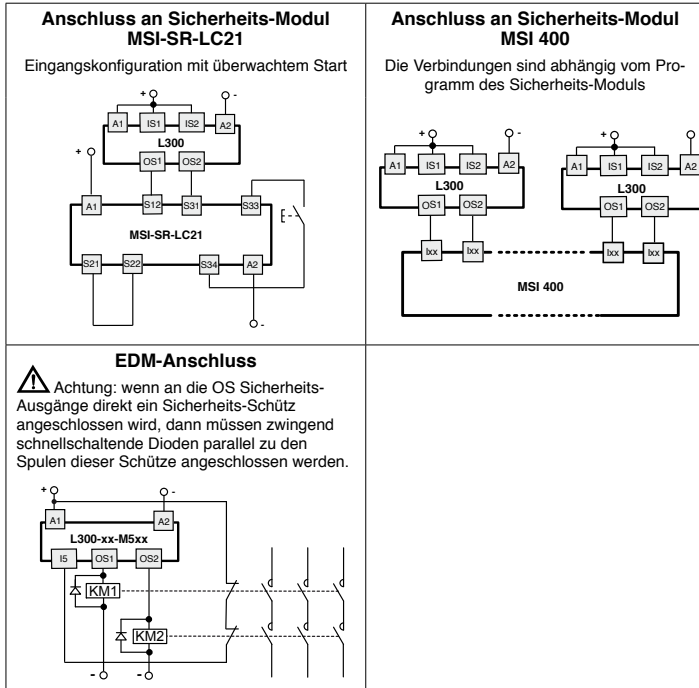 Anschluss an Sicherheits-Modul
MSI-SR-LC21
Eingangskonfiguration mit überwachtem Start
+ -
A1 IS1 IS2 A2
L300
OS1 OS2
+
A1 S12 S31 S33
MSI-SR-LC21
S21 S22 S34 A2
-
Anschluss an Sicherheits-Modul
MSI 400
Die Verbindungen sind abhängig vom Pro-
gramm des Sicherheits-Moduls
+ - + -
A1 IS1 IS2 A2 A1 IS1 IS2 A2
L300 L300
OS1 OS2 OS1 OS2
Ixx Ixx Ixx Ixx
MSI 400
EDM-Anschluss
Achtung: wenn an die OS Sicherheits-
Ausgänge direkt ein Sicherheits-Schütz
angeschlossen wird, dann müssen zwingend
schnellschaltende Dioden parallel zu den
Spulen dieser Schütze angeschlossen werden.
+ -
A1 A2
L300-xx-M5xx
I5 OS1 OS2
KM1
KM2
- -